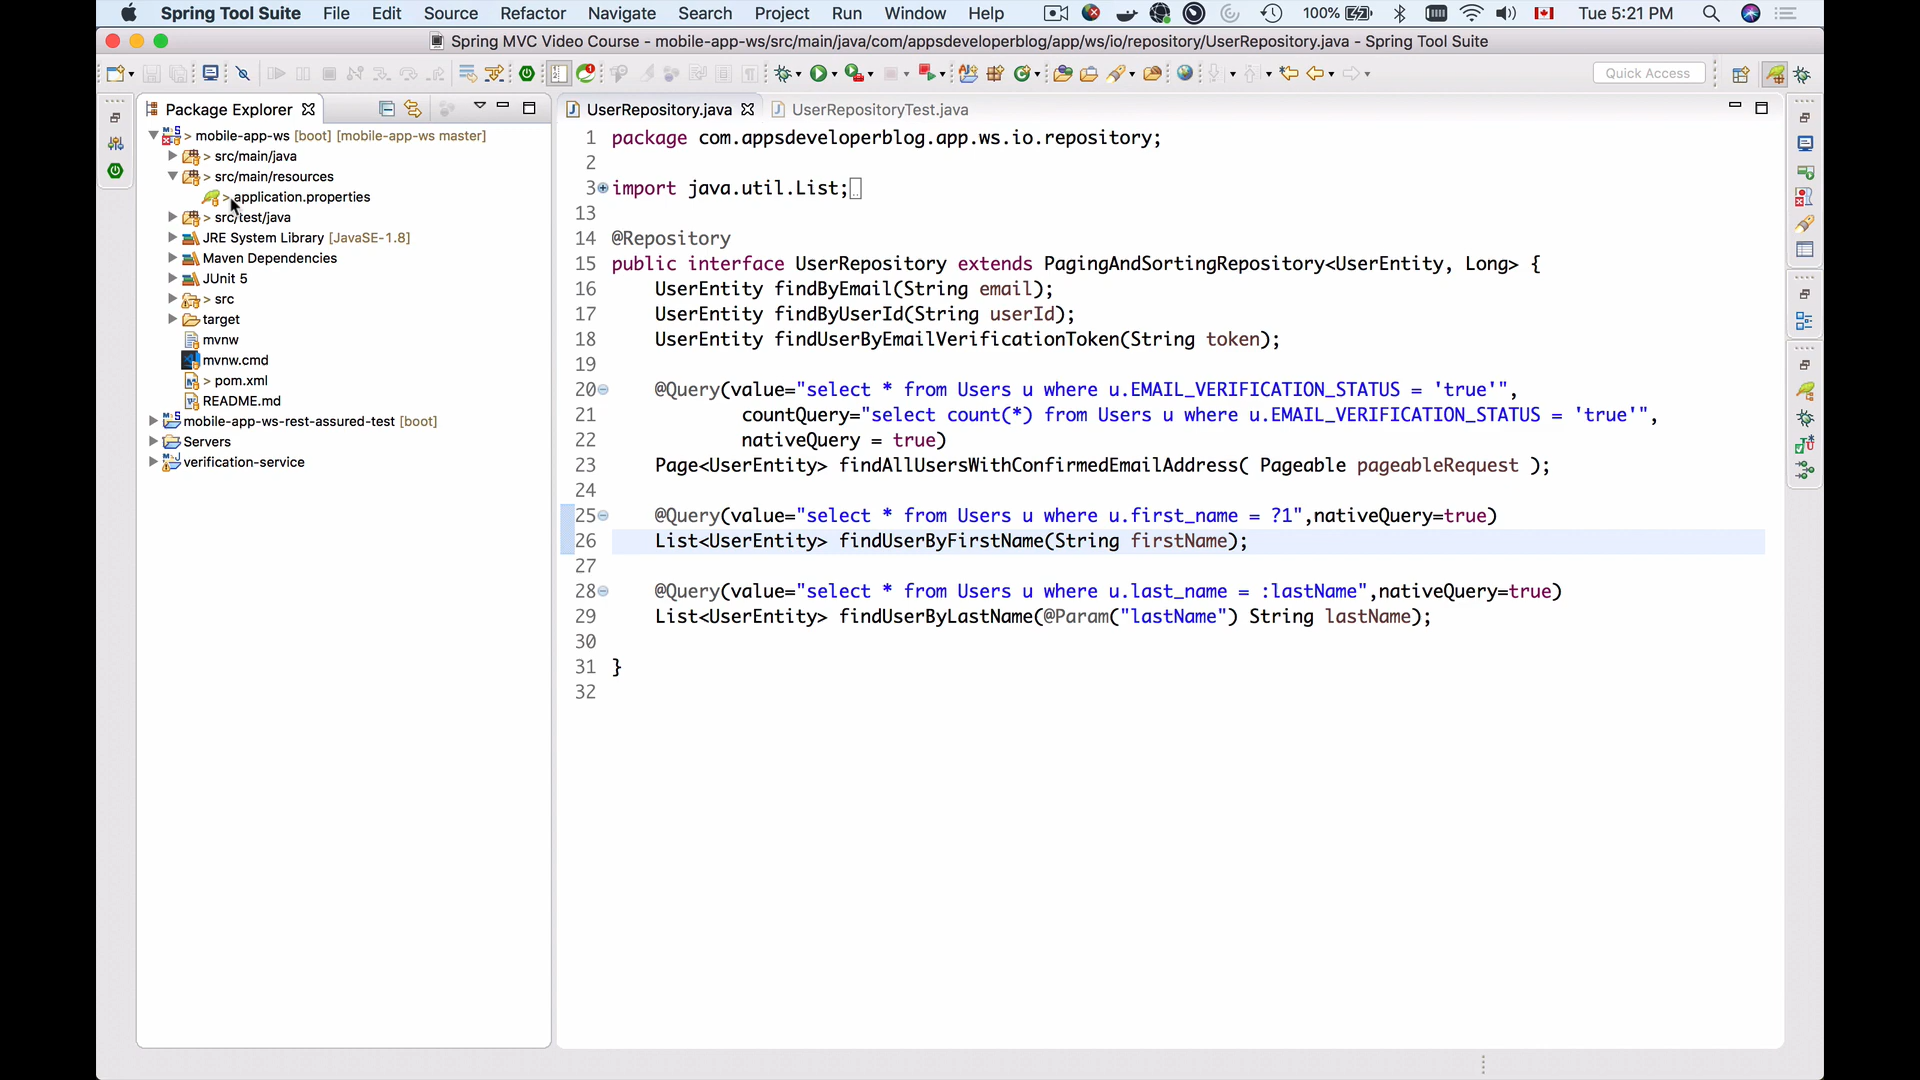 Spring Tool Suite File Edit Source Refactor Navigate Search Project Run Window Help 100% Tue 5:21 PM
Spring MVC Video Course - mobile-app-ws/src/main/java/com/appsdeveloperblog/app/ws/io/repository/UserRepository.java - Spring Tool Suite
Quick Access
Package Explorer
> mobile-app-ws [boot] [mobile-app-ws master]
> src/main/java
> src/main/resources
> application.properties
> src/test/java
JRE System Library [JavaSE-1.8]
Maven Dependencies
JUnit 5
> src
target
mvnw
mvnw.cmd
> pom.xml
README.md
mobile-app-ws-rest-assured-test [boot]
Servers
verification-service
UserRepository.java UserRepositoryTest.java
1 package com.appsdeveloperblog.app.ws.io.repository;
2
3 import java.util.List;
13
14 @Repository
15 public interface UserRepository extends PagingAndSortingRepository<UserEntity, Long> {
16 UserEntity findByEmail(String email);
17 UserEntity findByUserId(String userId);
18 UserEntity findUserByEmailVerificationToken(String token);
19
20 @Query(value="select * from Users u where u.EMAIL_VERIFICATION_STATUS = 'true'",
21 countQuery="select count(*) from Users u where u.EMAIL_VERIFICATION_STATUS = 'true'",
22 nativeQuery = true)
23 Page<UserEntity> findAllUsersWithConfirmedEmailAddress( Pageable pageableRequest );
24
25 @Query(value="select * from Users u where u.first_name = ?1",nativeQuery=true)
26 List<UserEntity> findUserByFirstName(String firstName);
27
28 @Query(value="select * from Users u where u.last_name = :lastName",nativeQuery=true)
29 List<UserEntity> findUserByLastName(@Param("lastName") String lastName);
30
31 }
32